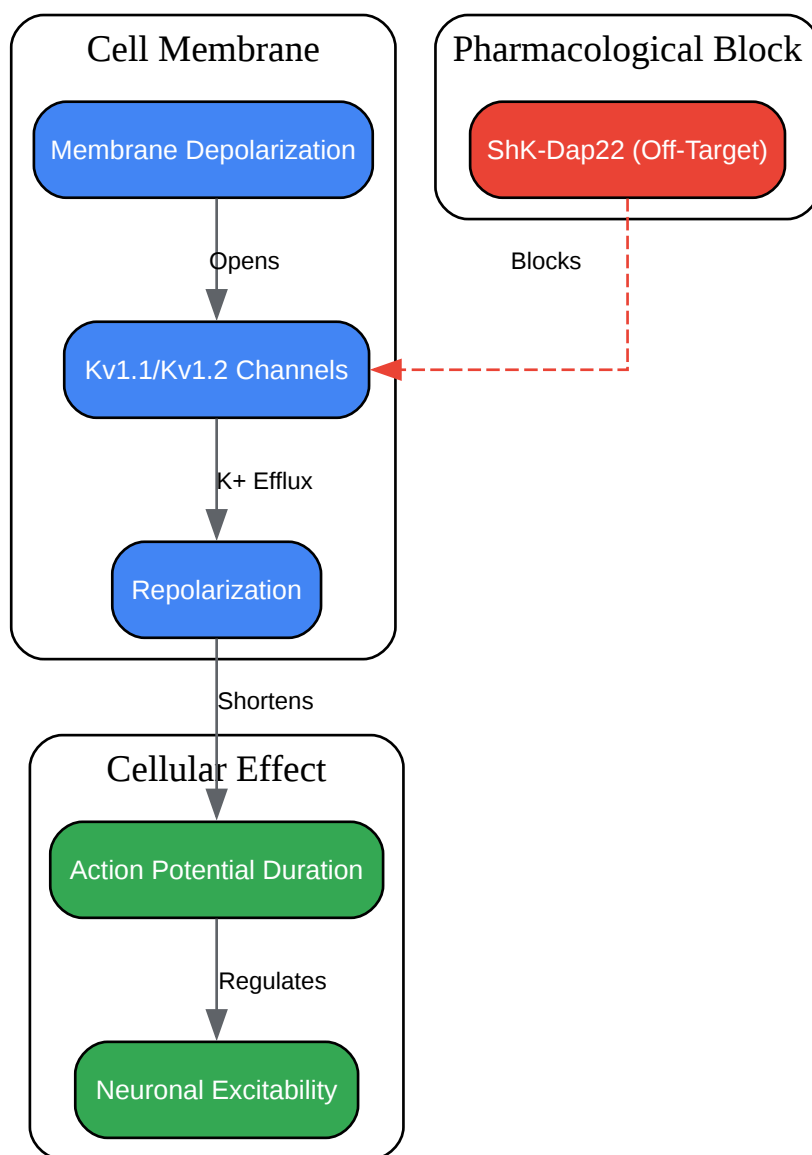 Cell Membrane
Pharmacological Block
Membrane Depolarization
ShK-Dap22 (Off-Target)
Opens
Blocks
Kv1.1/Kv1.2 Channels
K+ Efflux
Repolarization
Shortens
Cellular Effect
Action Potential Duration
Regulates
Neuronal Excitability